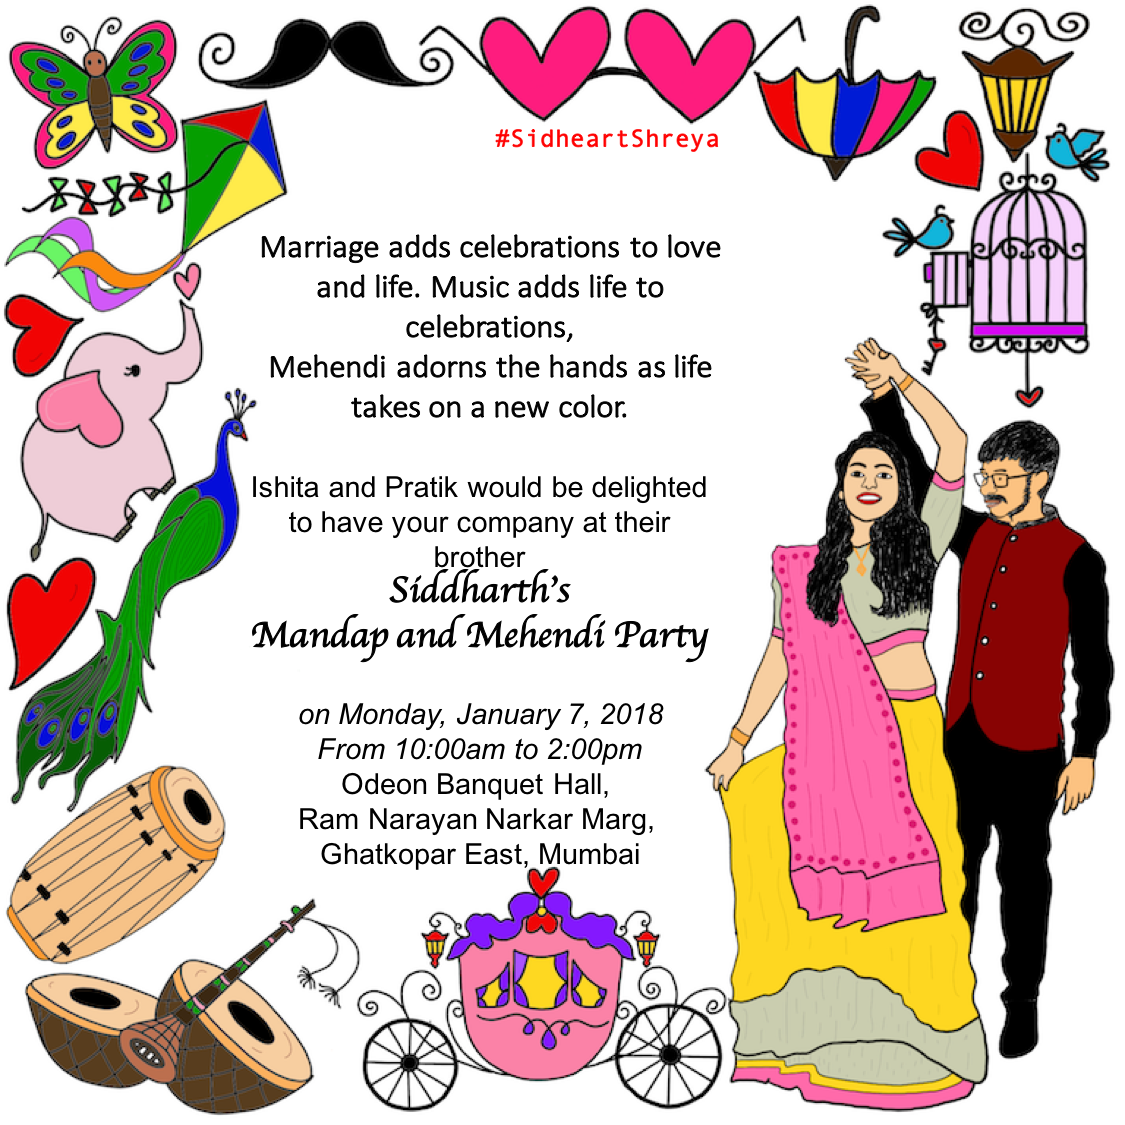 #SidheartShreya
Marriage adds celebrations to love
and life. Music adds life to
celebrations,
Mehendi adorns the hands as life
takes on a new color.
Ishita and Pratik would be delighted
to have your company at their
brother
Siddharth's
Mandap and Mehendi Party
on Monday, January 7, 2018
From 10:00am to 2:00pm
Odeon Banquet Hall,
Ram Narayan Narkar Marg,
Ghatkopar East, Mumbai